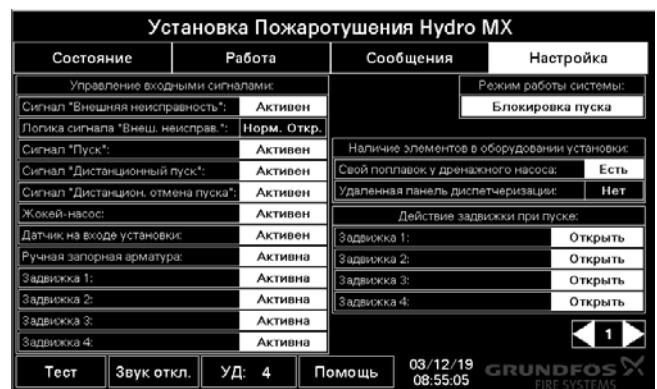 Установка Пожаротушения Hydro MX
Состояние Работа Сообщения Настройка
Управление входными сигналами:
Сигнал "Внешняя неисправность": Активен
Логика сигнала "Внеш. неисправ.": Норм. Откр.
Сигнал "Пуск": Активен
Сигнал "Дистанционный пуск": Активен
Сигнал "Дистанцион. отмена пуска": Активен
Жокей-насос: Активен
Датчик на входе установки: Активен
Ручная запорная арматура: Активна
Задвижка 1: Активна
Задвижка 2: Активна
Задвижка 3: Активна
Задвижка 4: Активна
Режим работы системы:
Блокировка пуска
Наличие элементов в оборудовании установки:
Свой поплавок у дренажного насоса: Есть
Удаленная панель диспетчеризации: Нет
Действие задвижки при пуске:
Задвижка 1: Открыть
Задвижка 2: Открыть
Задвижка 3: Открыть
Задвижка 4: Открыть
1
Тест Звук откл. УД: 4 Помощь 03/12/19
08:55:05
GRUNDFOS
FIRE SYSTEMS